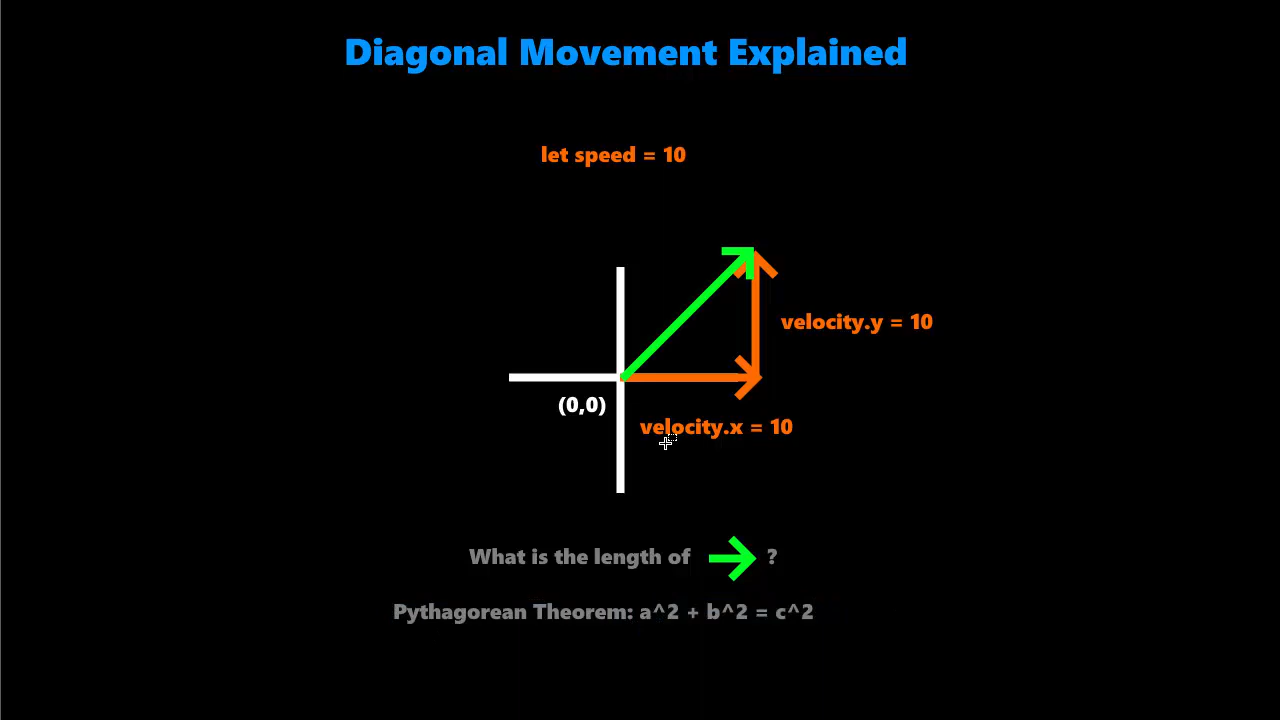 Diagonal Movement Explained
let speed = 10
velocity.y = 10
(0,0)
velocity.x = 10
What is the length of ?
Pythagorean Theorem: a^2 + b^2 = c^2